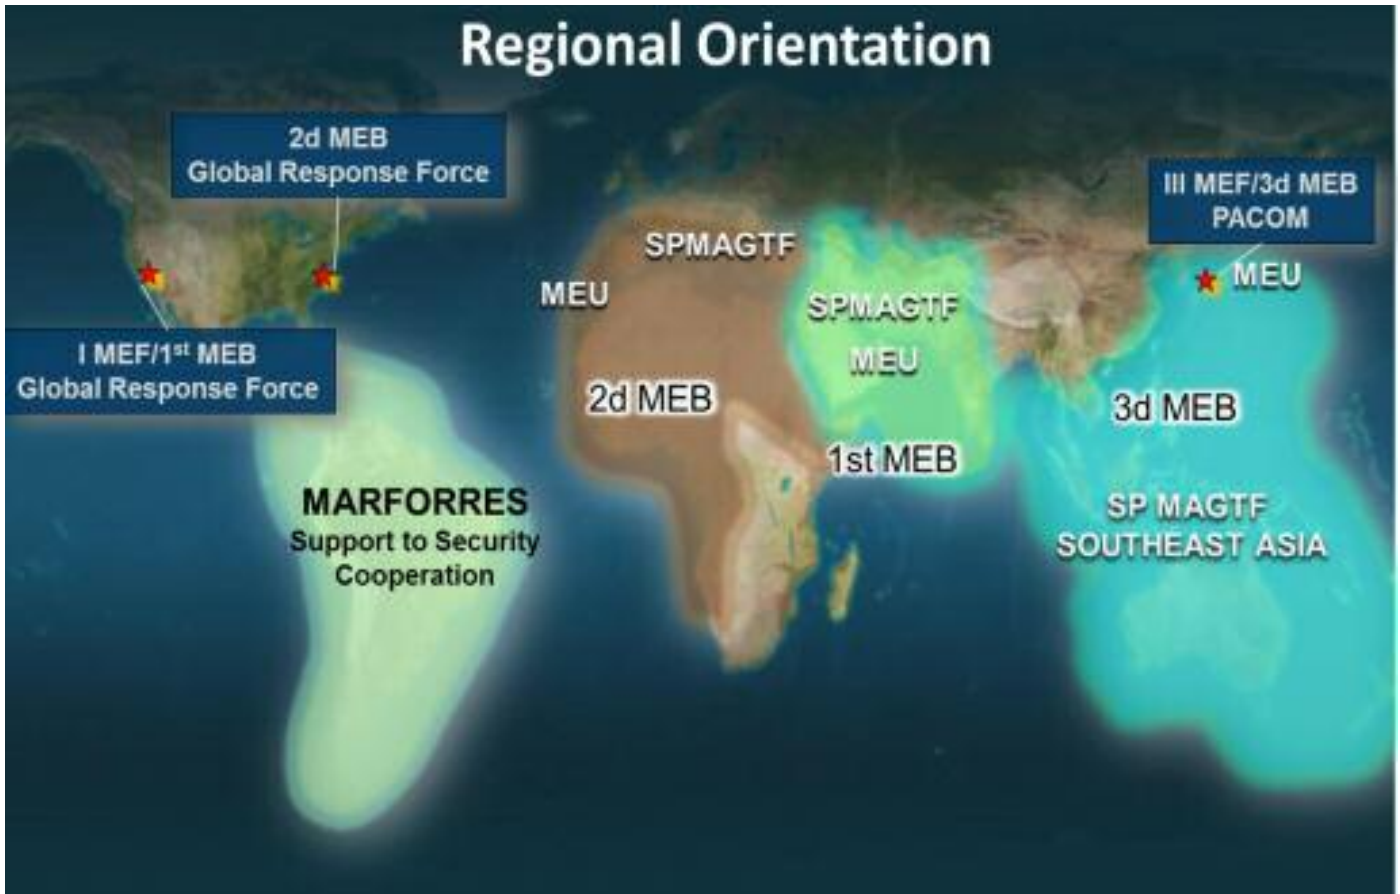 Regional Orientation
2d MEB
Global Response Force
III MEF/3d MEB
PACOM
SPMAGTF
MEU
MEU
SPMAGTF
MEU
I MEF/1st MEB
Global Response Force
2d MEB
3d MEB
1st MEB
MARFORRES
Support to Security
Cooperation
SP MAGTF
SOUTHEAST ASIA